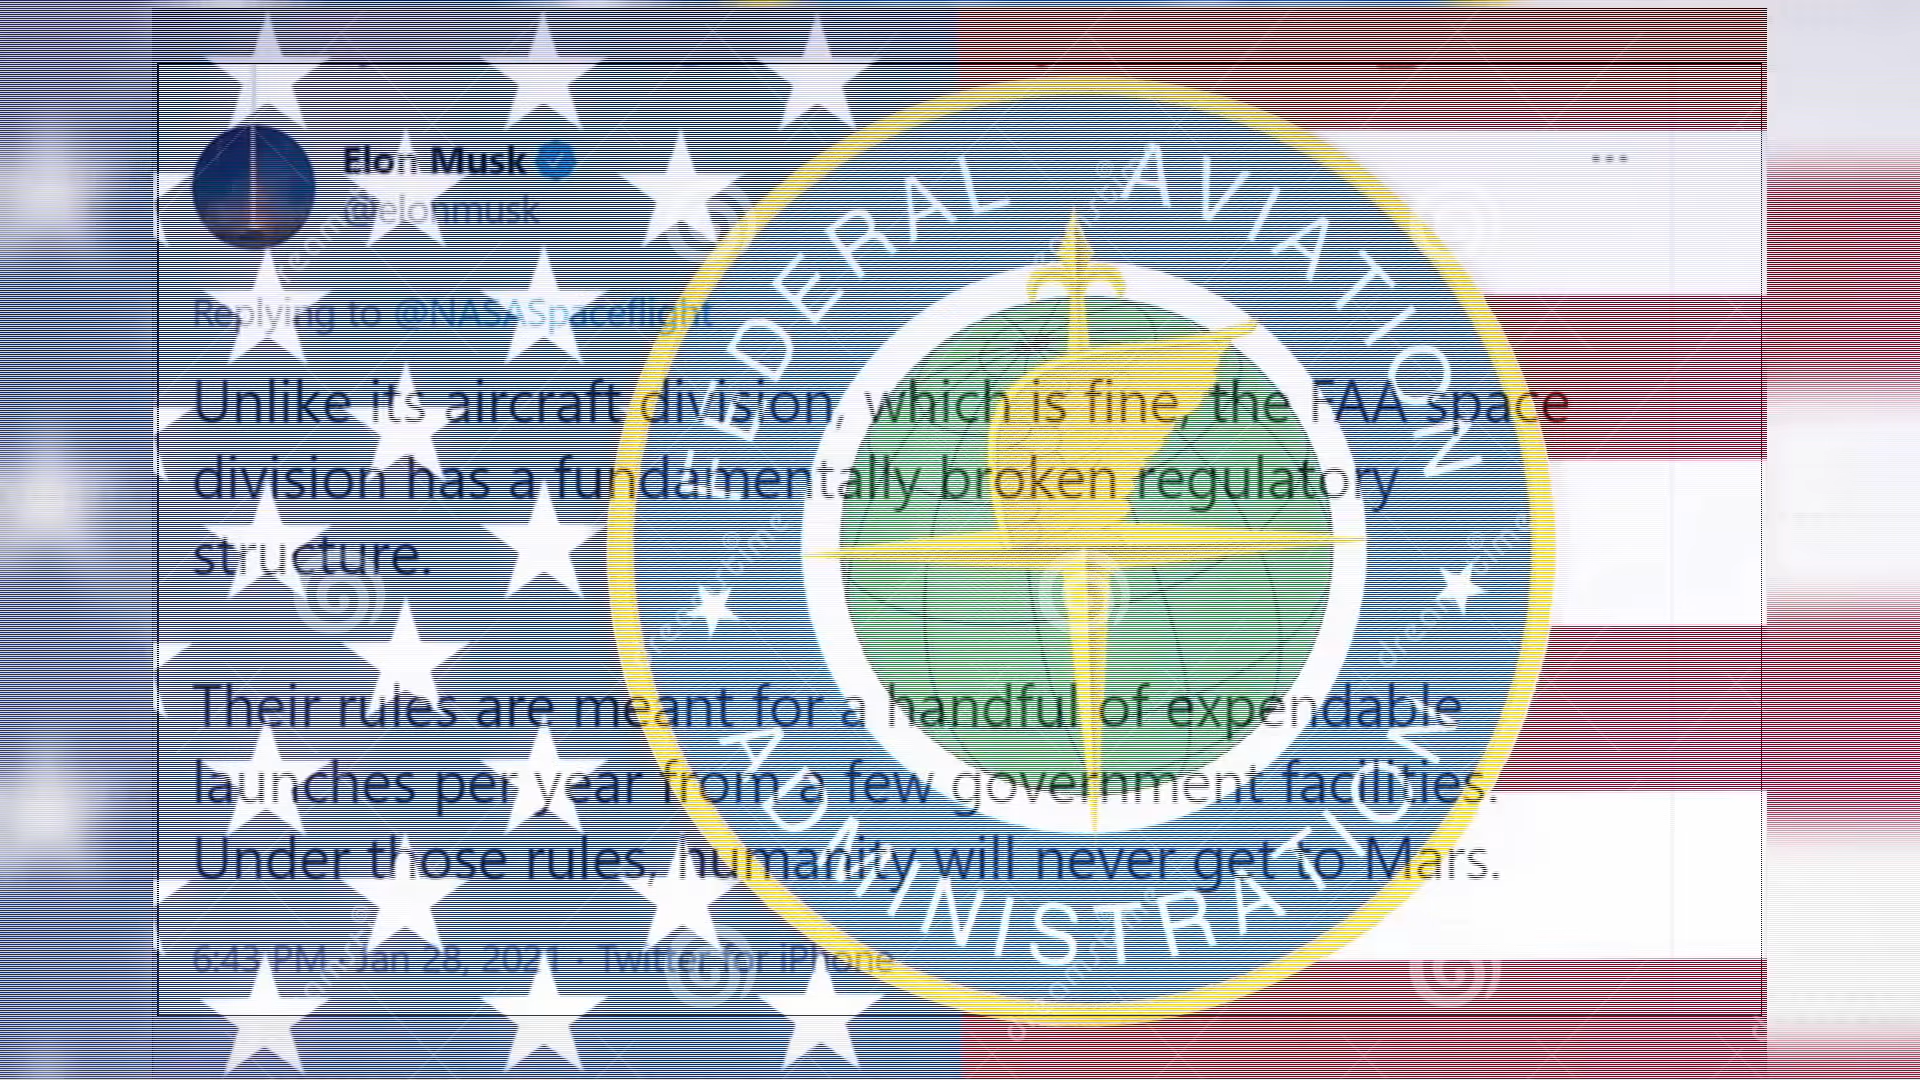 Elon Musk
@elonmusk
Replying to @NASASpaceflight
Unlike its aircraft division, which is fine, the FAA space
division has a fundamentally broken regulatory
structure.
Their rules are meant for a handful of expendable
launches per year from a few government facilities.
Under those rules, humanity will never get to Mars.
6:43 PM · Jan 28, 2021 · Twitter for iPhone
FEDERAL AVIATION
ADMINISTRATION
dreamstime
dreamstime